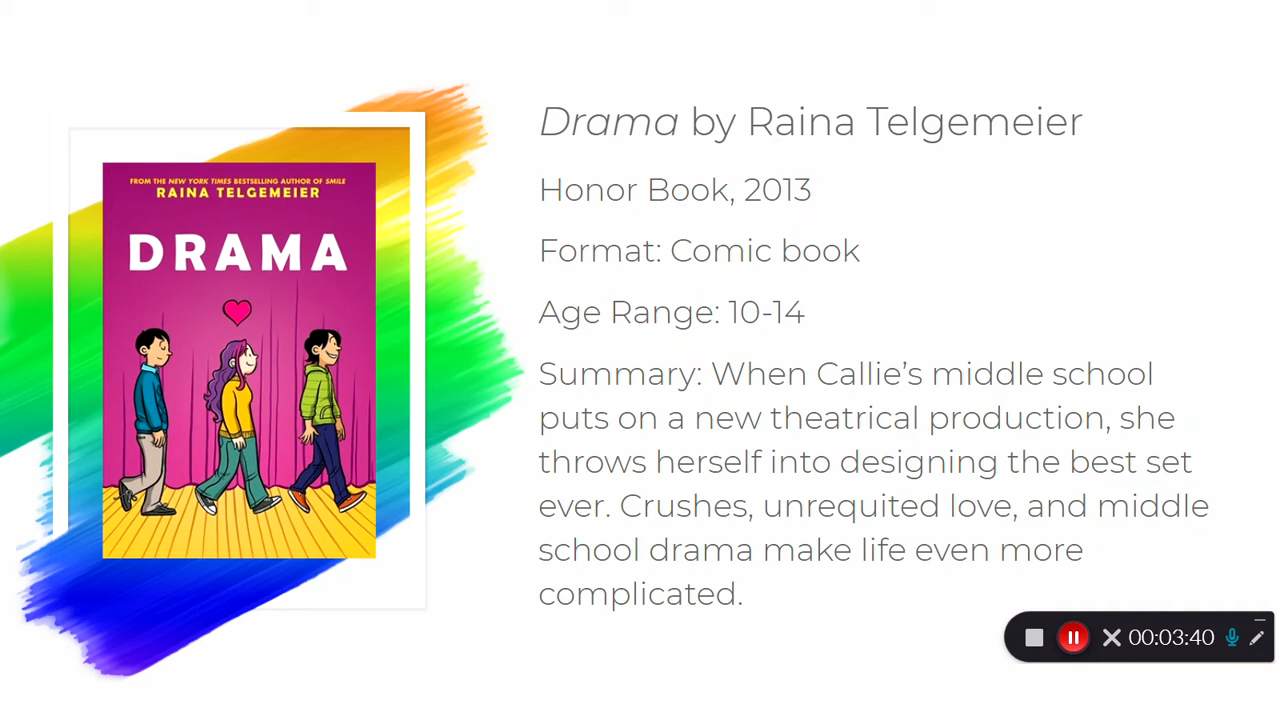 FROM THE NEW YORK TIMES BESTSELLING AUTHOR OF SMILE
RAINA TELGEMEIER
DRAMA
Drama by Raina Telgemeier
Honor Book, 2013
Format: Comic book
Age Range: 10-14
Summary: When Callie’s middle school
puts on a new theatrical production, she
throws herself into designing the best set
ever. Crushes, unrequited love, and middle
school drama make life even more
complicated.
00:03:40